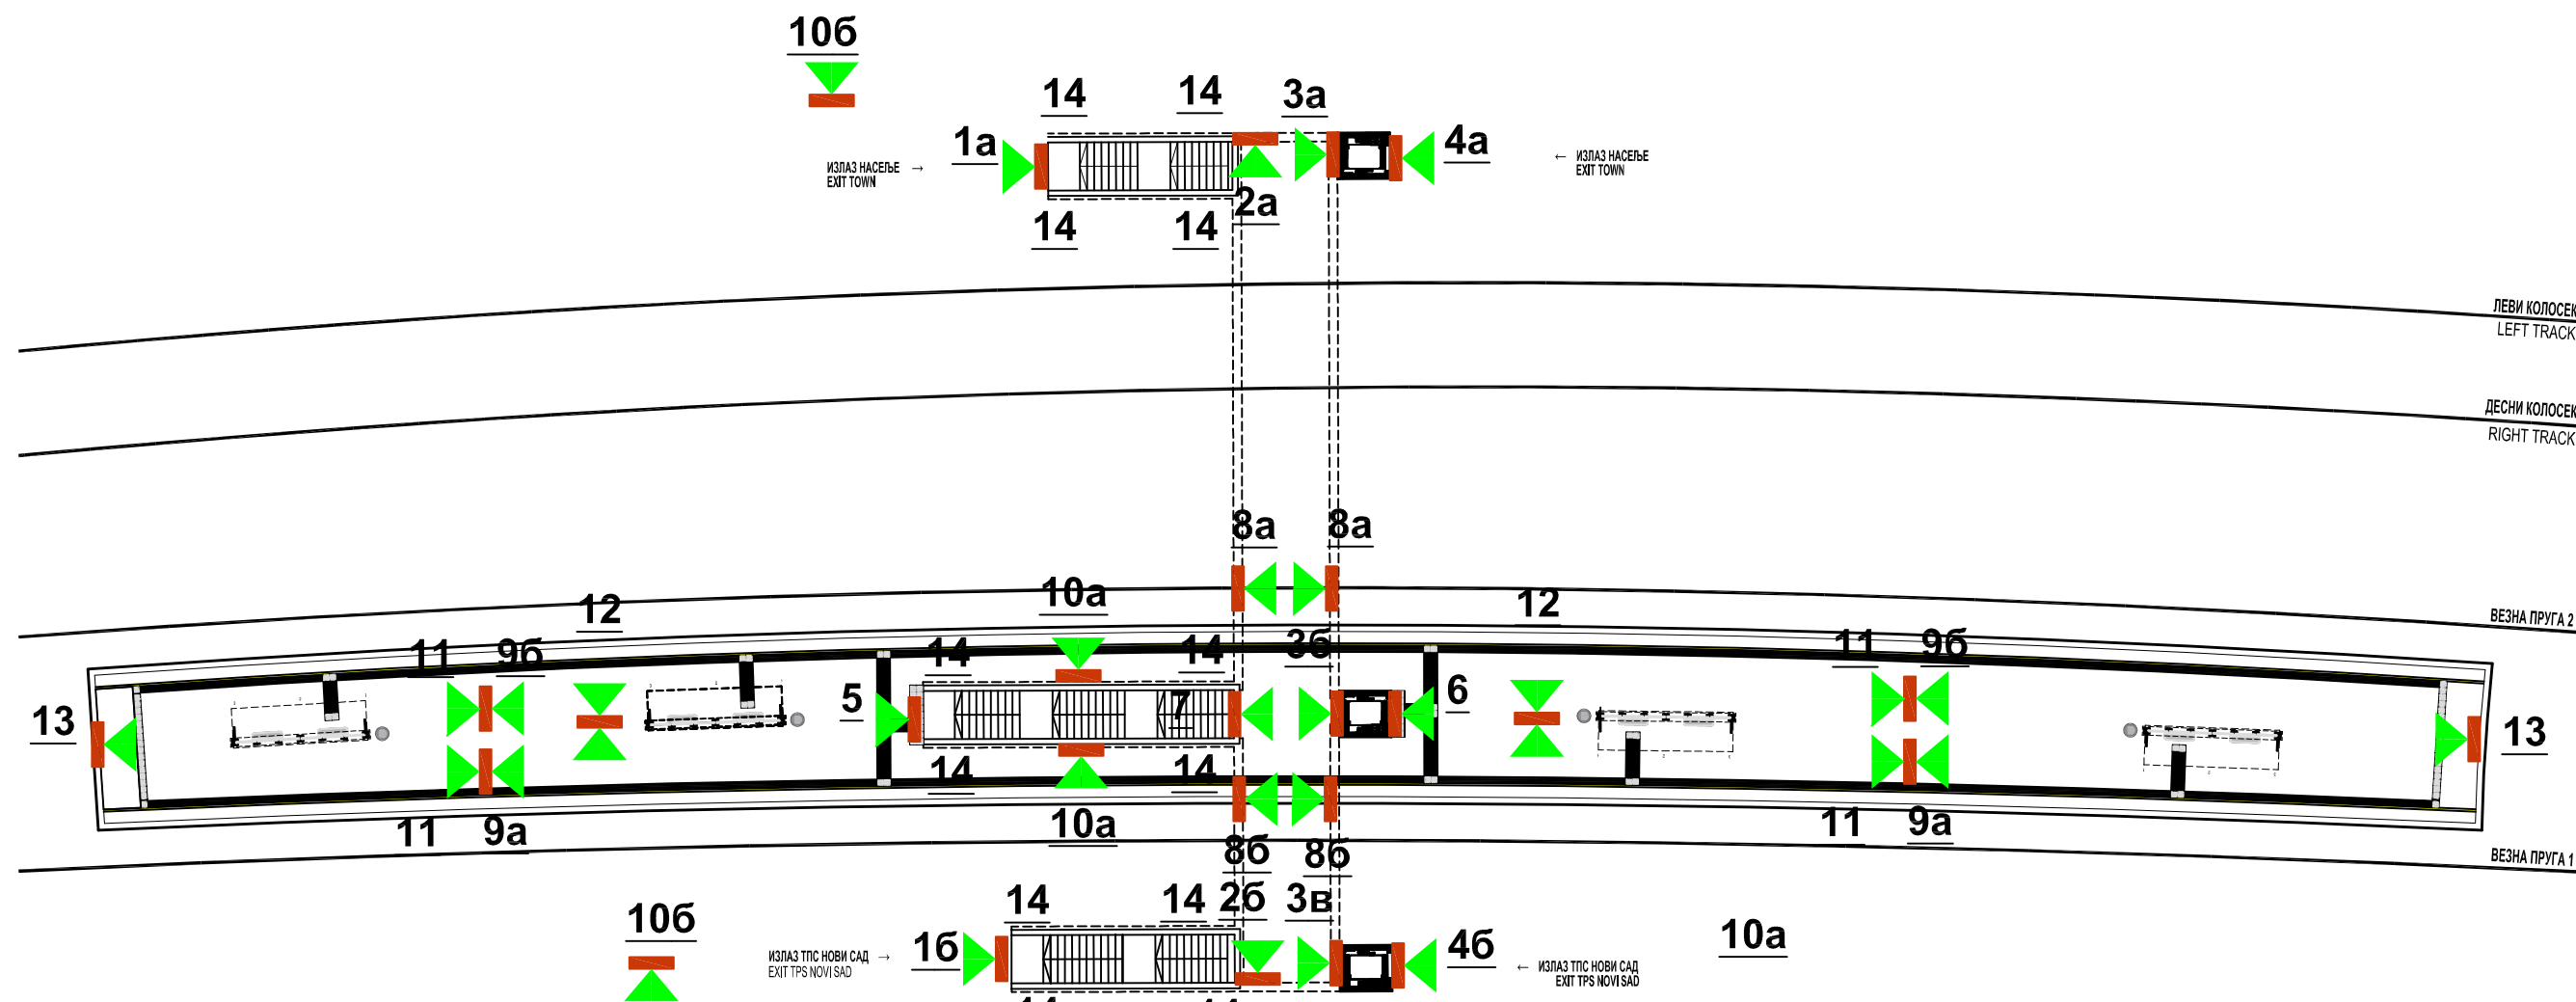 10б
14
14
3а
1а
4а
ИЗЛАЗ НАСЕЉЕ →
EXIT TOWN
← ИЗЛАЗ НАСЕЉЕ
EXIT TOWN
2а
14
14
ЛЕВИ КОЛОСЕК
LEFT TRACK
ДЕСНИ КОЛОСЕК
RIGHT TRACK
8а
8а
10а
12
12
ВЕЗНА ПРУГА 2
11
9б
14
14
3б
11
9б
13
5
7
6
13
14
14
11
9а
10а
8б
8б
11
9а
ВЕЗНА ПРУГА 1
14
14
2б
3в
10б
10а
1б
4б
ИЗЛАЗ ТПС НОВИ САД →
EXIT TPS NOVI SAD
← ИЗЛАЗ ТПС НОВИ САД
EXIT TPS NOVI SAD
14
14